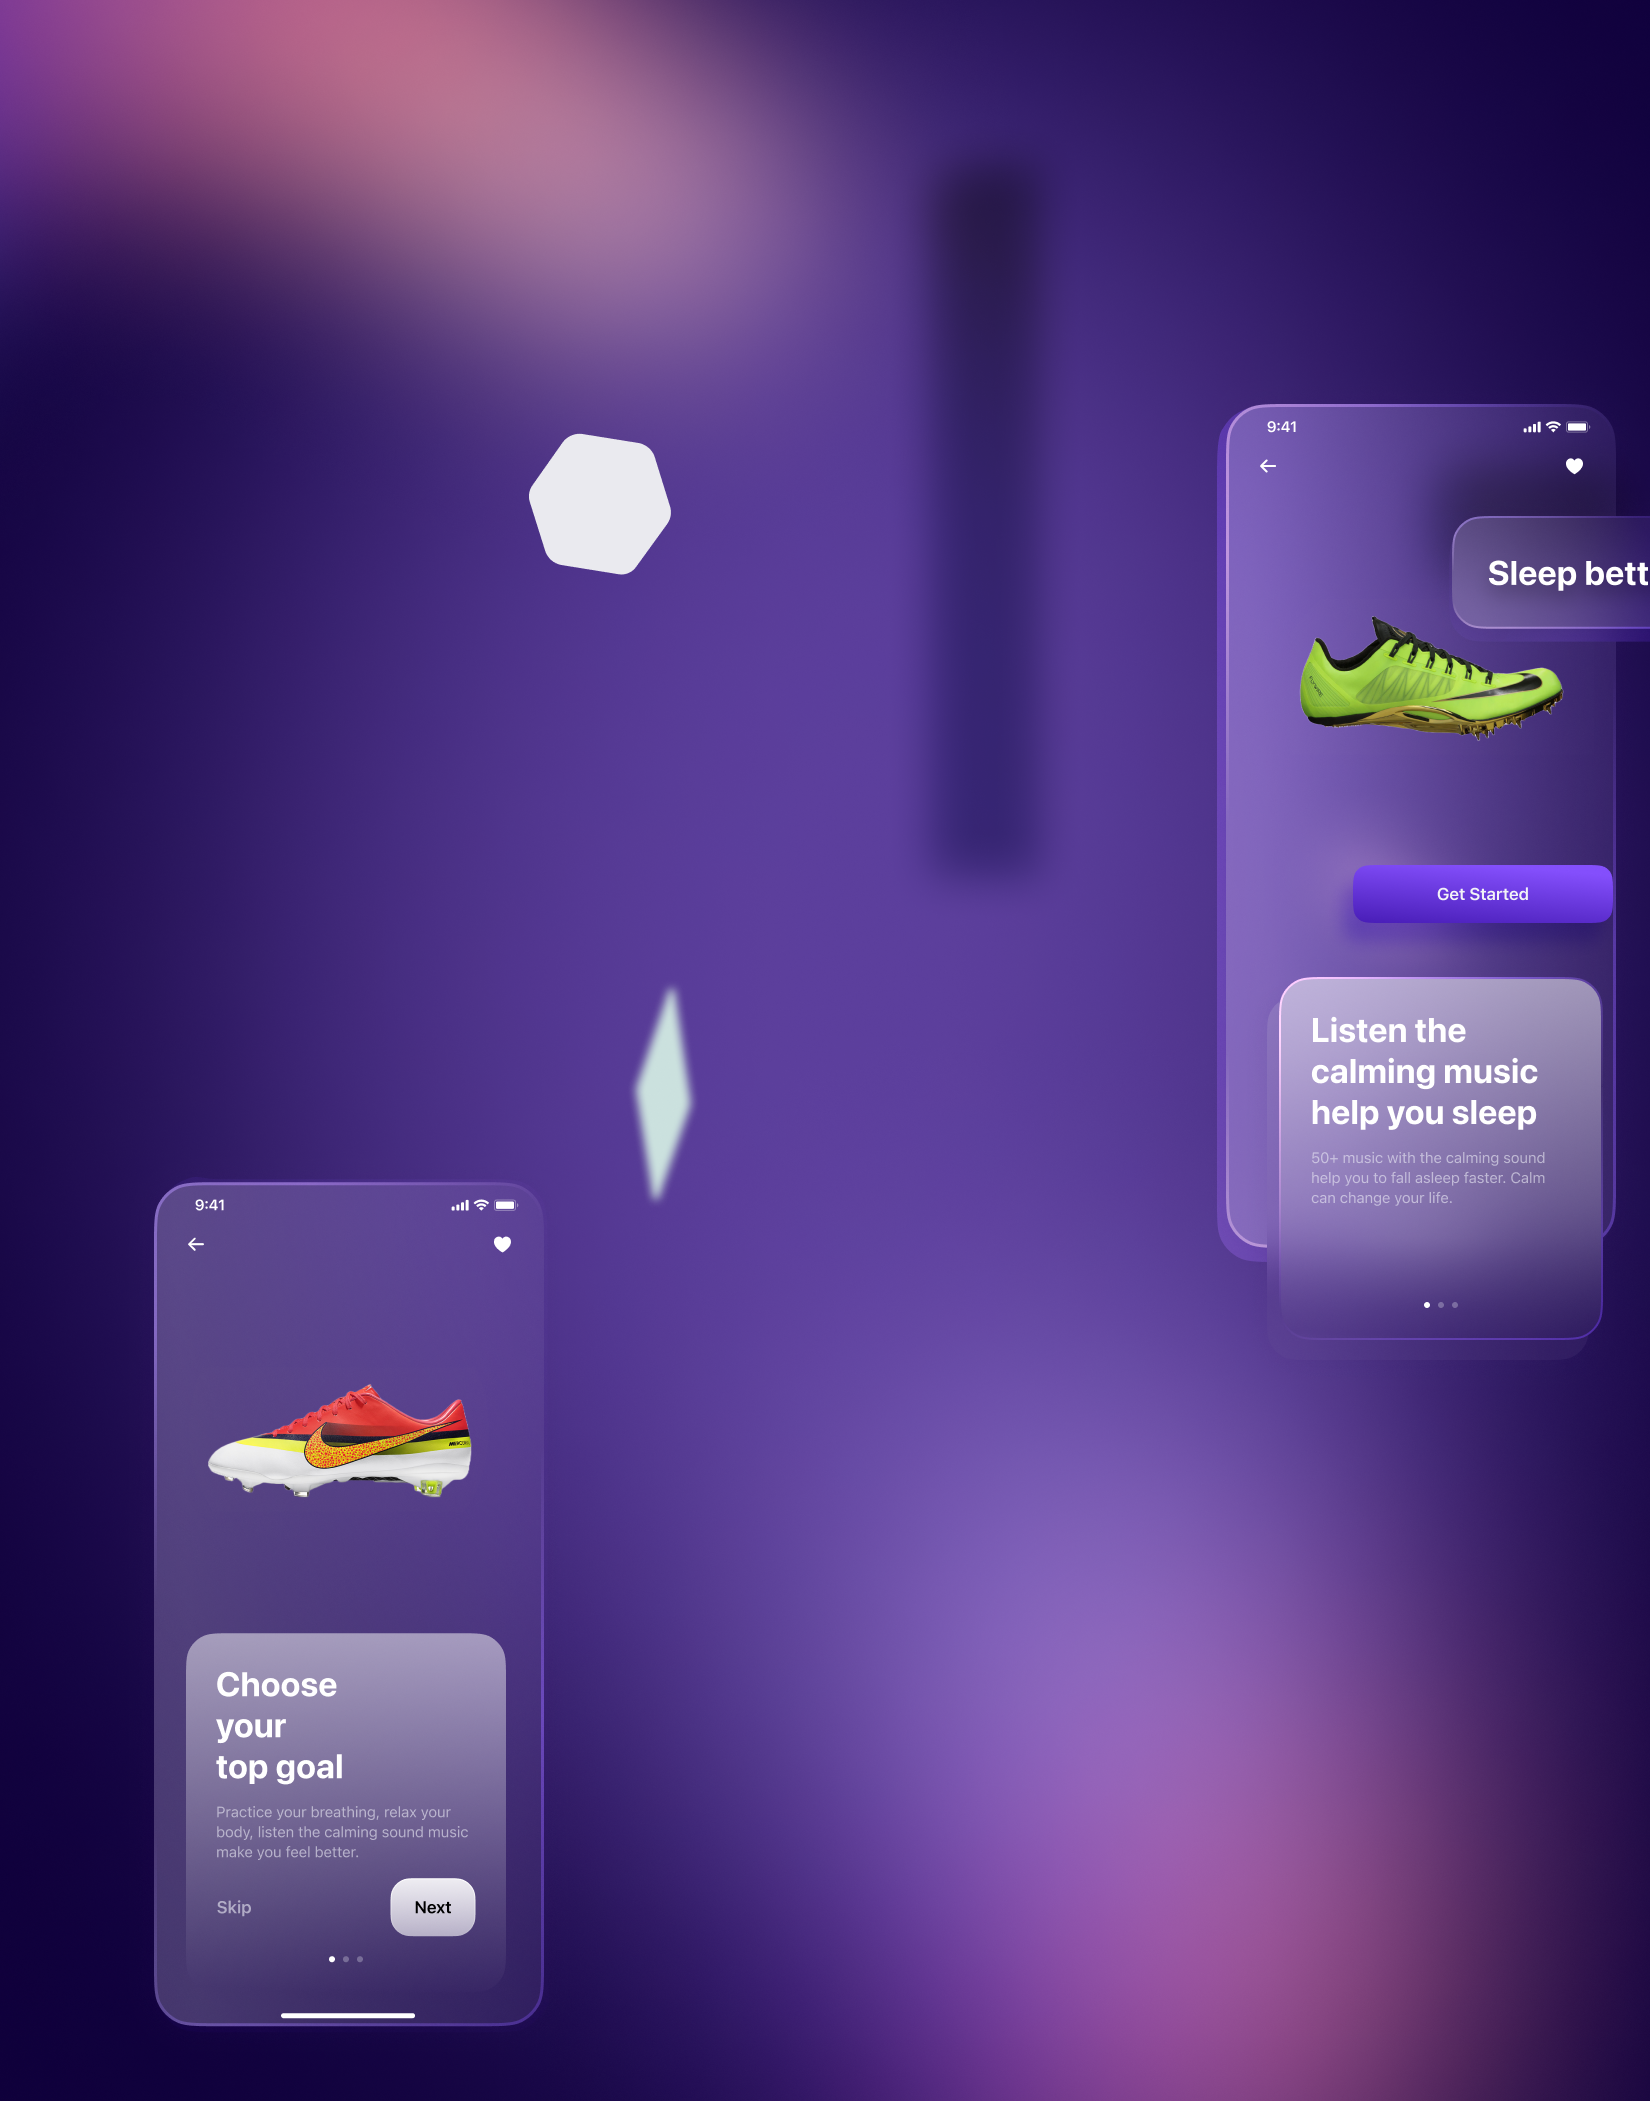 9:41
Sleep bett
Get Started
Listen the
calming music
help you sleep
50+ music with the calming sound
help you to fall asleep faster. Calm
can change your life.
9:41
Choose
your
top goal
Practice your breathing, relax your
body, listen the calming sound music
make you feel better.
Skip
Next